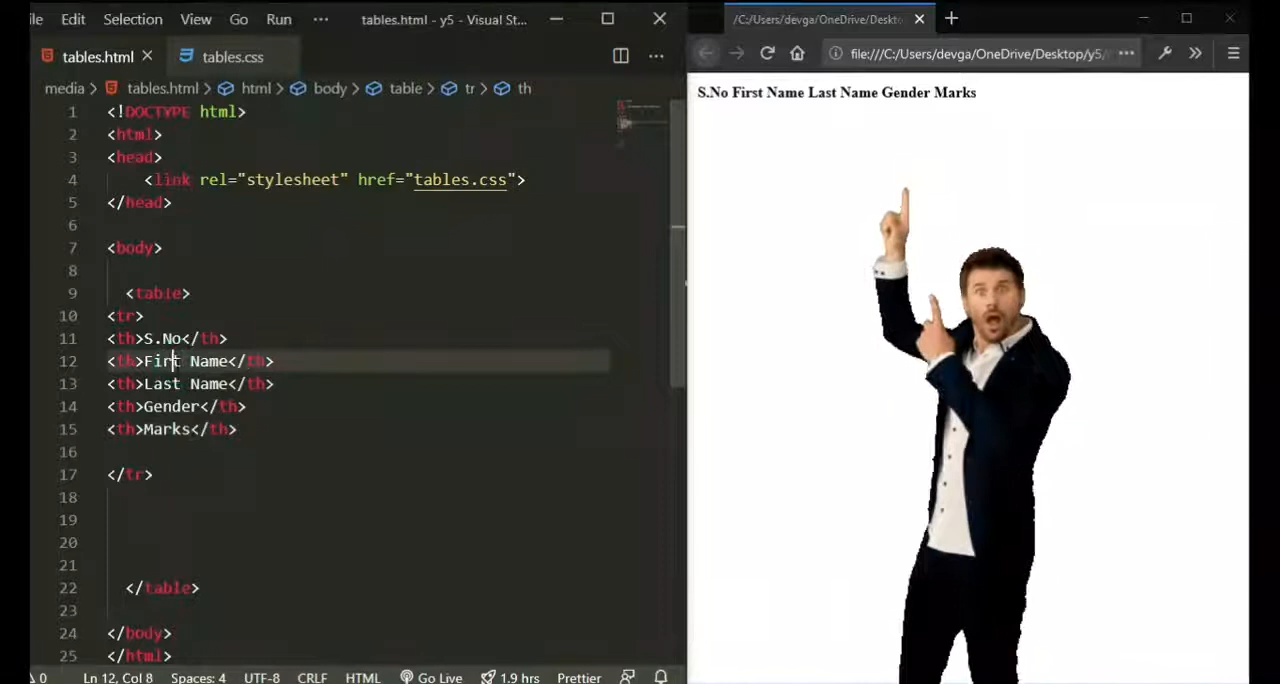 ile Edit Selection View Go Run ··· tables.html - y5 - Visual St...
tables.html tables.css
media > tables.html > html > body > table > tr > th
1 <!DOCTYPE html>
2 <html>
3 <head>
4 <link rel="stylesheet" href="tables.css">
5 </head>
6
7 <body>
8
9 <table>
10 <tr>
11 <th>S.No</th>
12 <th>Firt Name</th>
13 <th>Last Name</th>
14 <th>Gender</th>
15 <th>Marks</th>
16
17 </tr>
18
19
20
21
22 </table>
23
24 </body>
25 </html>
0 Ln 12, Col 8 Spaces: 4 UTF-8 CRLF HTML Go Live 1.9 hrs Prettier
/C:/Users/devga/OneDrive/Deskto
file:///C:/Users/devga/OneDrive/Desktop/y5/
S.No First Name Last Name Gender Marks